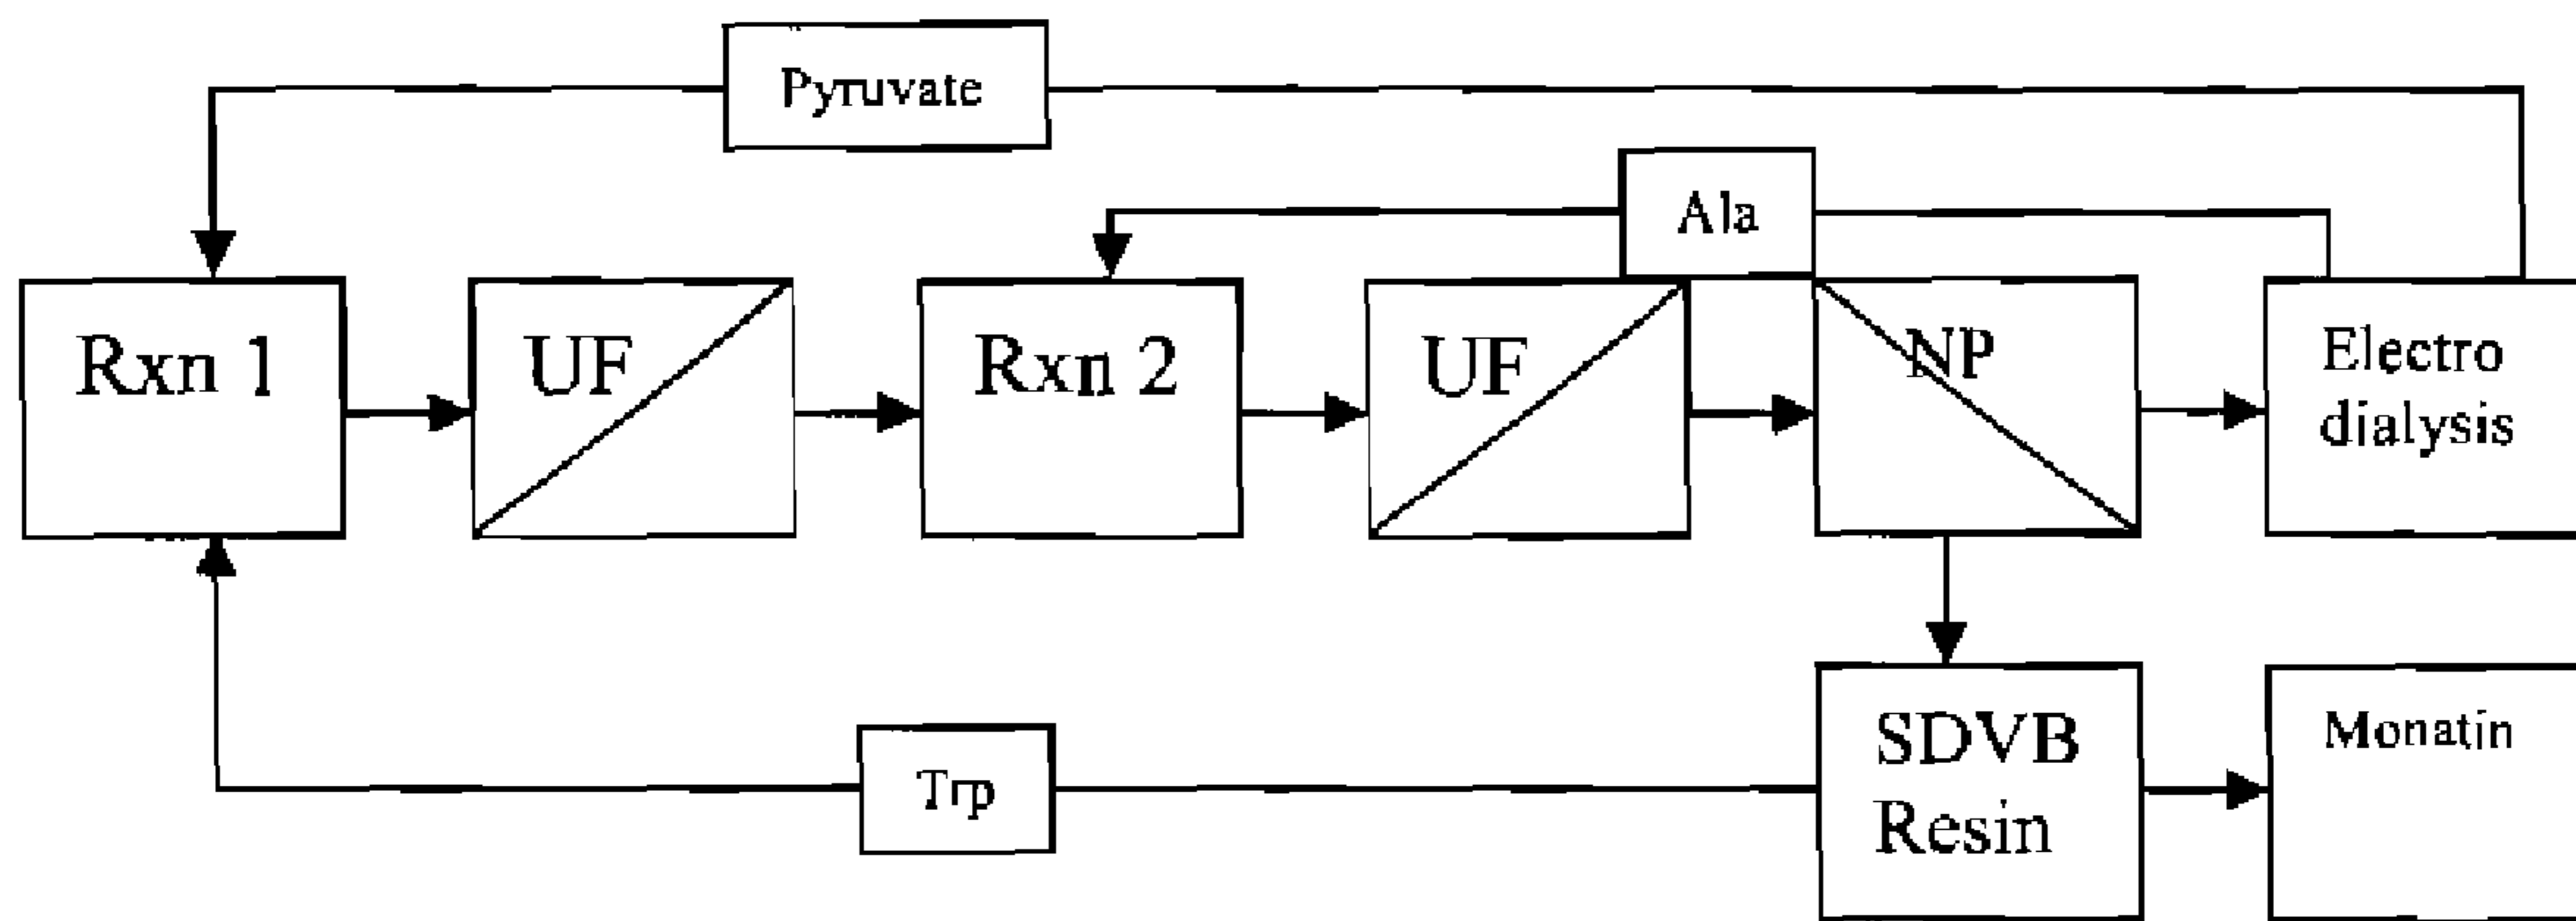 Pyruvate
Ala
Rxn 1
UF
Rxn 2
UF
NP
Electro
dialysis
SDVB
Resin
Monatin
Trp